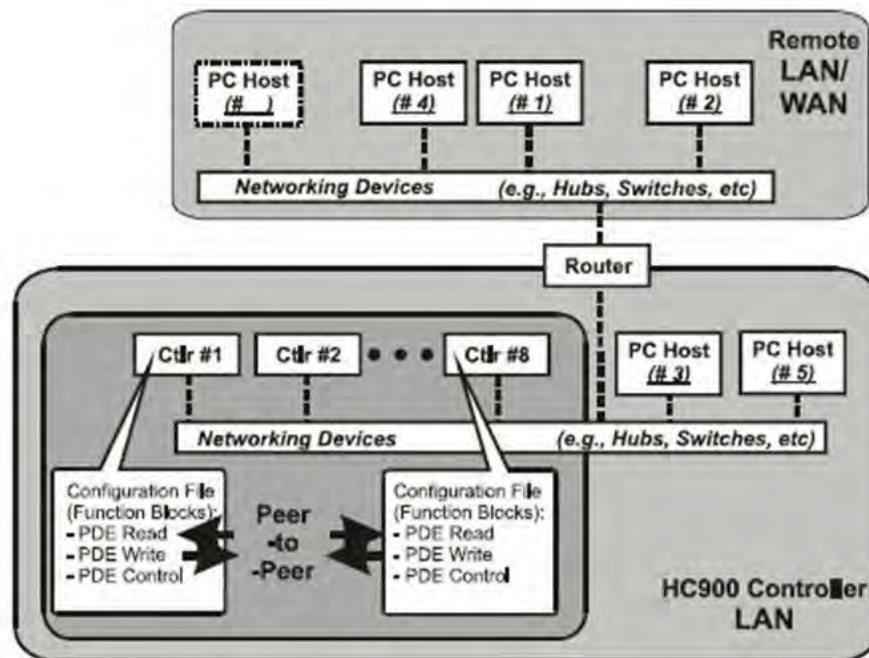 Remote
LAN/
WAN
PC Host
(#    )
PC Host
(# 4)
PC Host
(# 1)
PC Host
(# 2)
Networking Devices (e.g., Hubs, Switches, etc)
Router
Ctlr #1
Ctlr #2
Ctlr #8
PC Host
(# 3)
PC Host
(# 5)
Networking Devices (e.g., Hubs, Switches, etc)
Configuration File
(Function Blocks):
- PDE Read
- PDE Write
- PDE Control
Peer
-to
-Peer
Configuration File
(Function Blocks):
- PDE Read
- PDE Write
- PDE Control
HC900 Controller
LAN